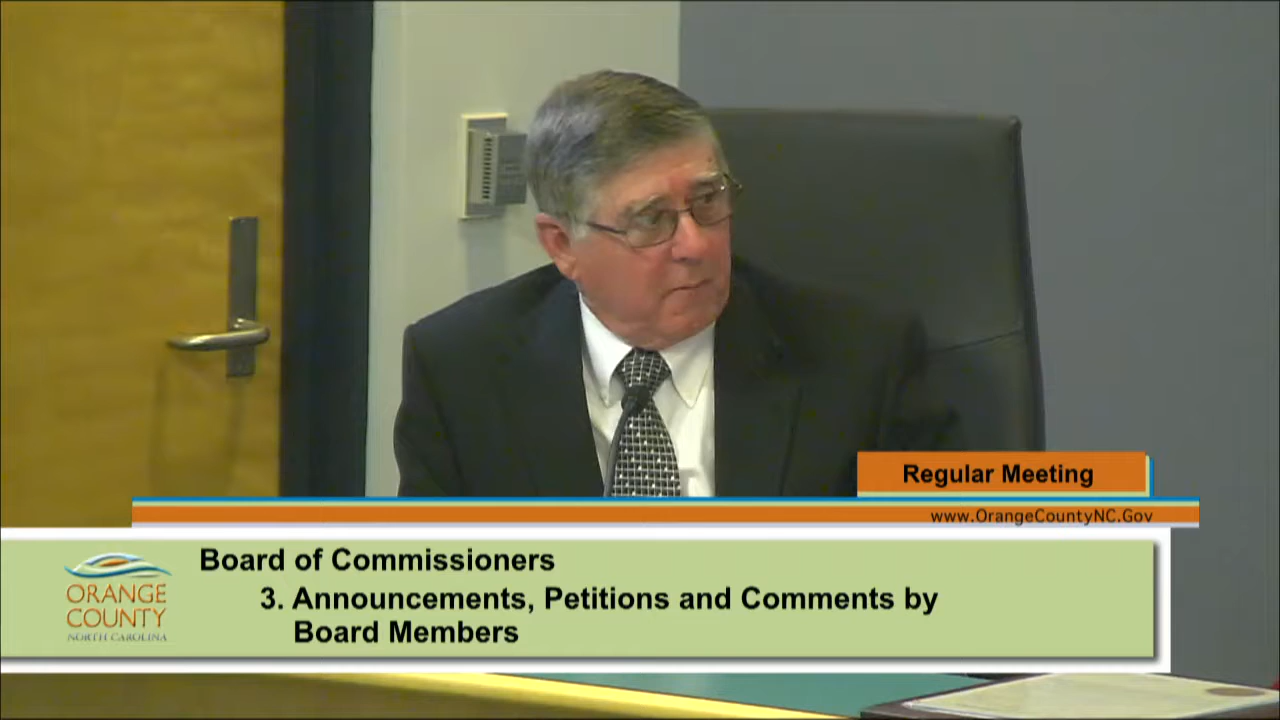 Regular Meeting
www.OrangeCountyNC.Gov
Board of Commissioners
3. Announcements, Petitions and Comments by
Board Members
ORANGE
COUNTY
NORTH CAROLINA